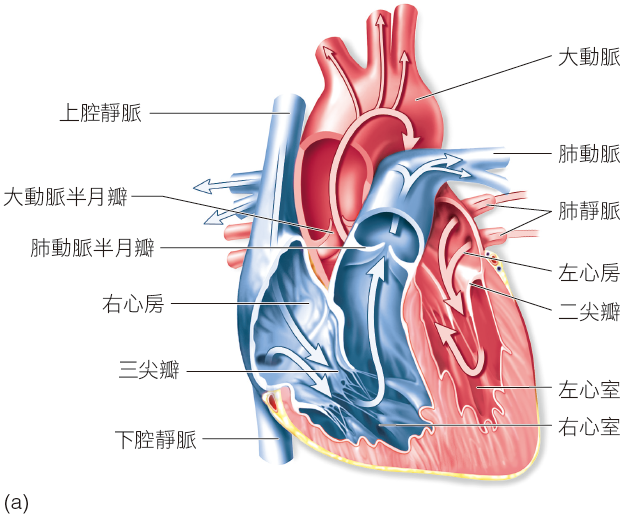 大動脈
上腔靜脈
肺動脈
大動脈半月瓣
肺靜脈
肺動脈半月瓣
左心房
右心房
二尖瓣
三尖瓣
左心室
右心室
下腔靜脈
(a)